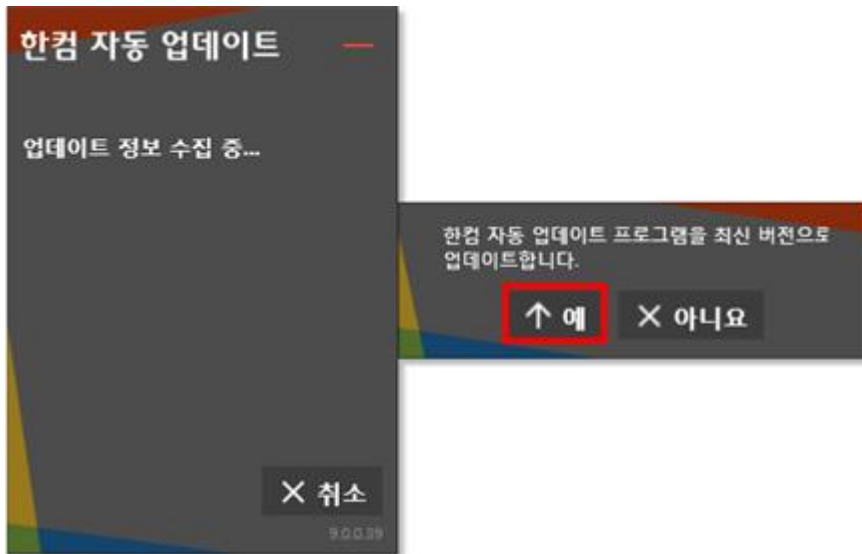 한컴 자동 업데이트
업데이트 정보 수집 중...
한컴 자동 업데이트 프로그램을 최신 버전으로
업데이트합니다.
예
아니요
취소
9.0.0.39